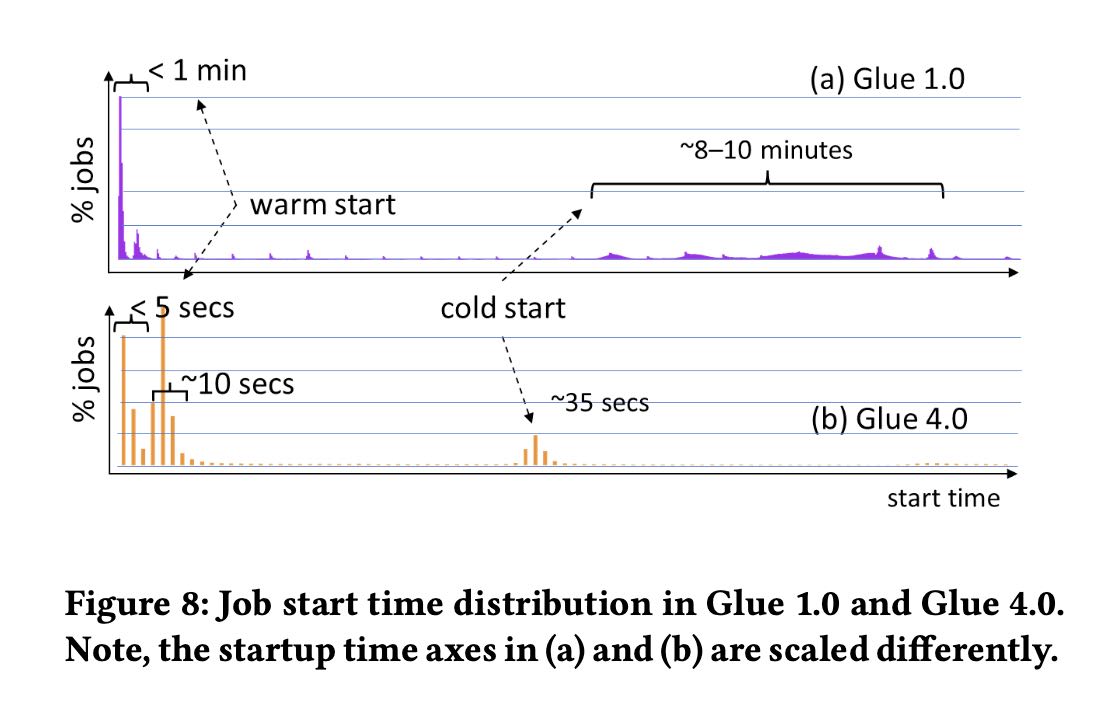 < 1 min
(a) Glue 1.0
~8–10 minutes
% jobs
warm start
cold start
< 5 secs
% jobs
~10 secs
~35 secs
(b) Glue 4.0
start time
Figure 8: Job start time distribution in Glue 1.0 and Glue 4.0.
Note, the startup time axes in (a) and (b) are scaled differently.